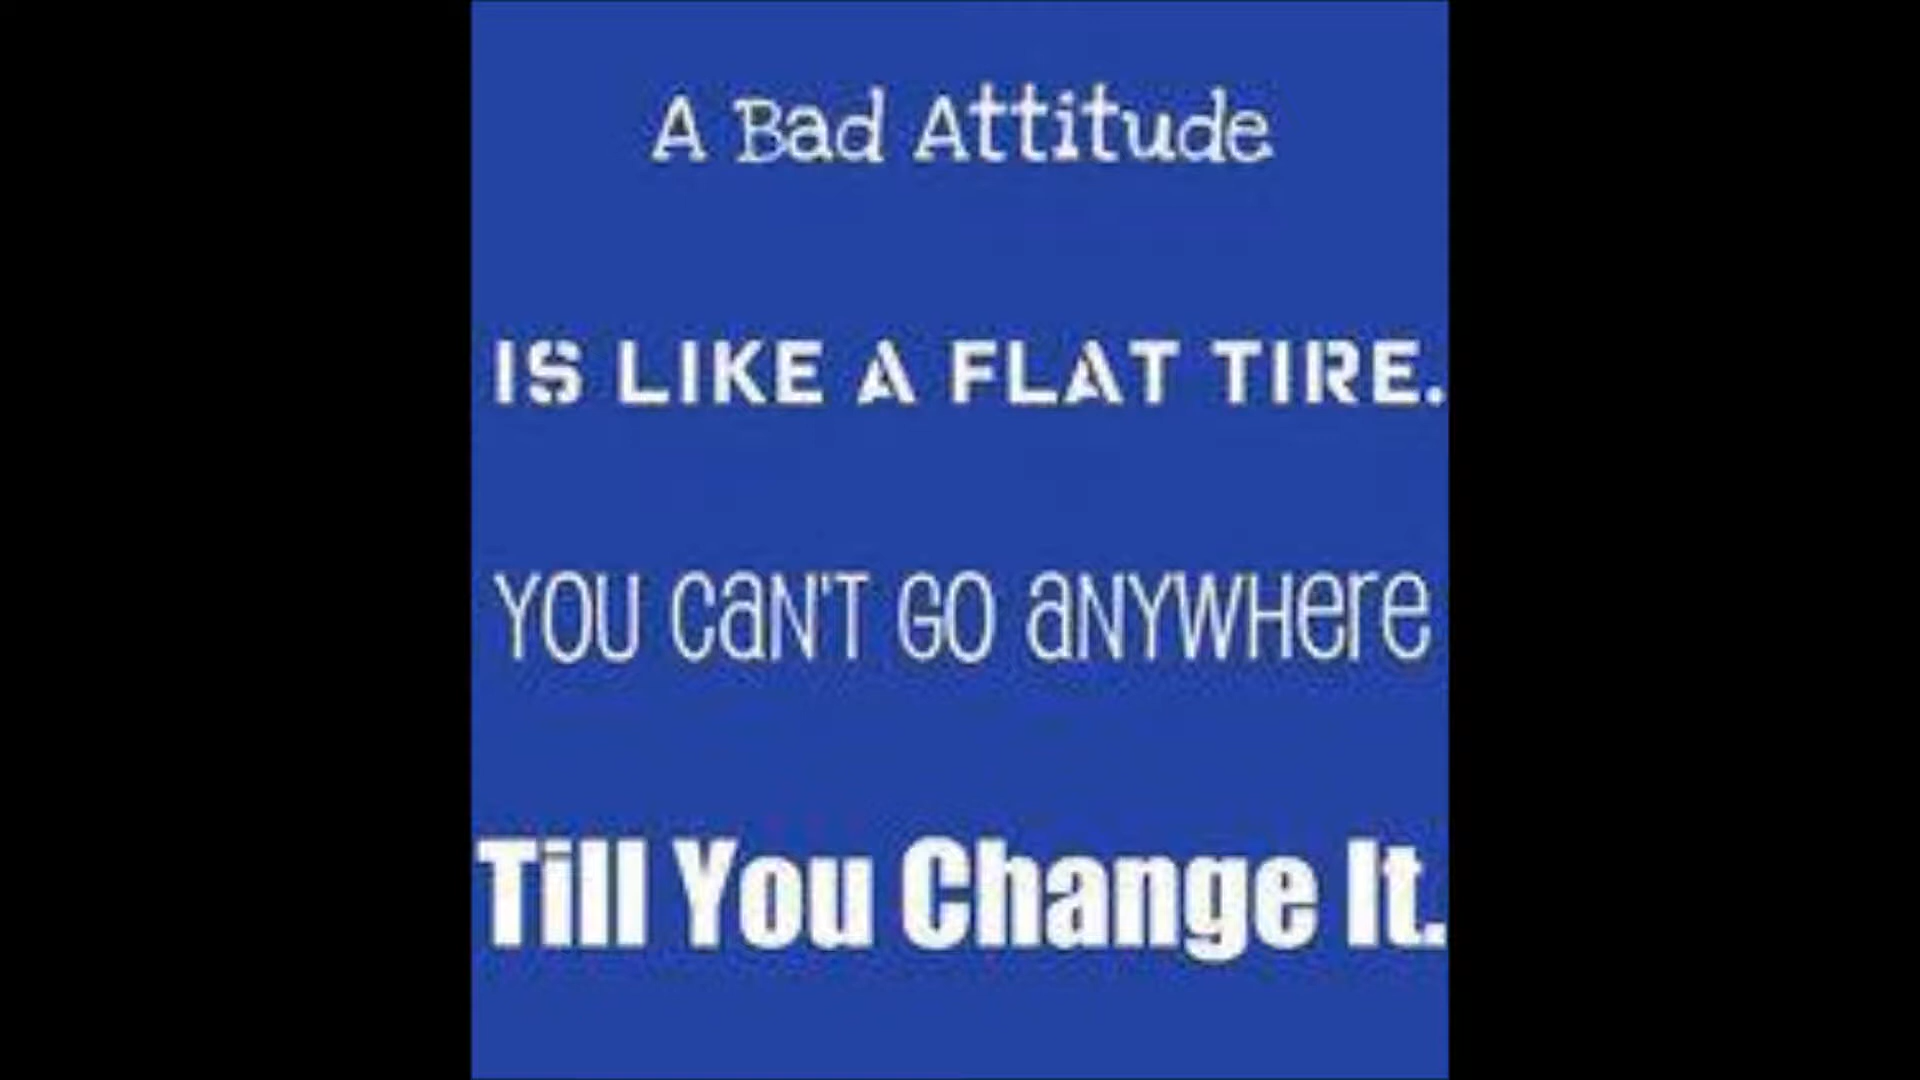 A Bad Attitude
IS LIKE A FLAT TIRE.
YOU CaN'T GO aNYWHere
Till You Change It.